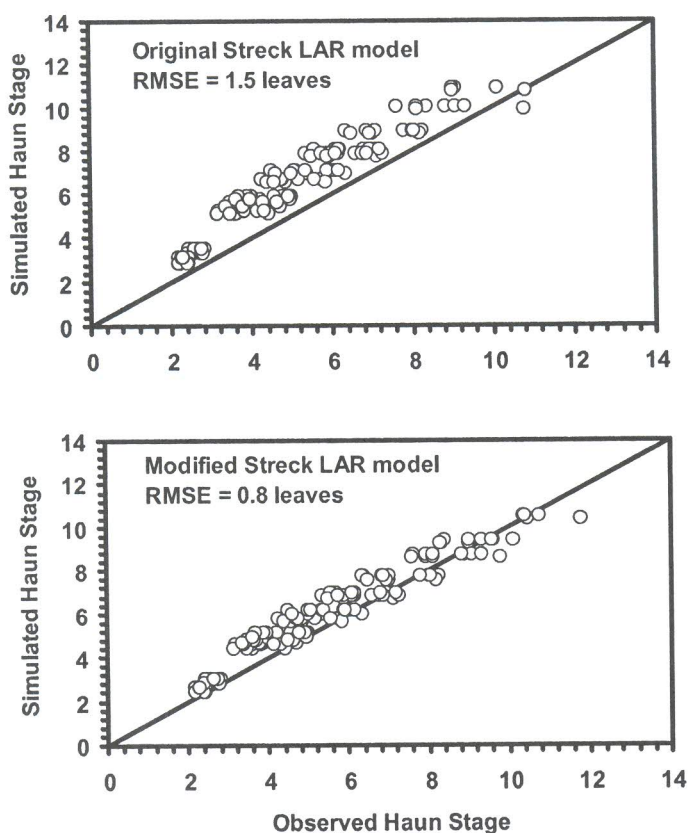 Original Streck LAR model
RMSE = 1.5 leaves
Simulated Haun Stage
14
12
10
8
6
4
2
0
0 2 4 6 8 10 12 14
Modified Streck LAR model
RMSE = 0.8 leaves
Simulated Haun Stage
14
12
10
8
6
4
2
0
0 2 4 6 8 10 12 14
Observed Haun Stage